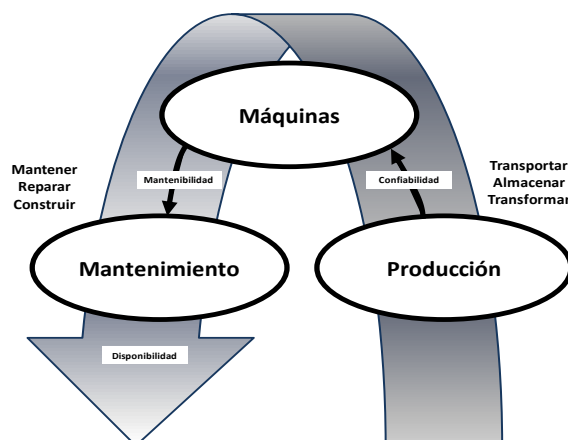 Máquinas
Mantener
Reparar
Construir
Mantenibilidad
Confiabilidad
Transportar
Almacenar
Transformar
Mantenimiento
Producción
Disponibilidad